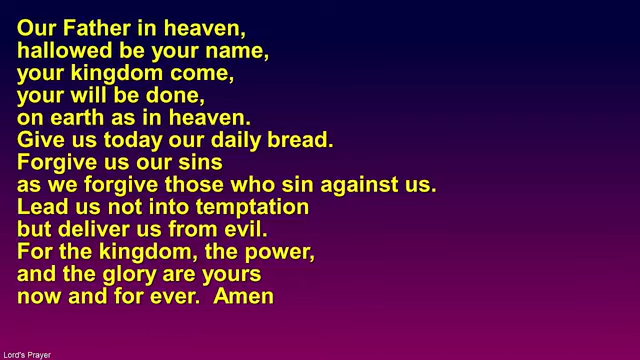 Our Father in heaven,
hallowed be your name,
your kingdom come,
your will be done,
on earth as in heaven.
Give us today our daily bread.
Forgive us our sins
as we forgive those who sin against us.
Lead us not into temptation
but deliver us from evil.
For the kingdom, the power,
and the glory are yours
now and for ever.  Amen
Lord's Prayer